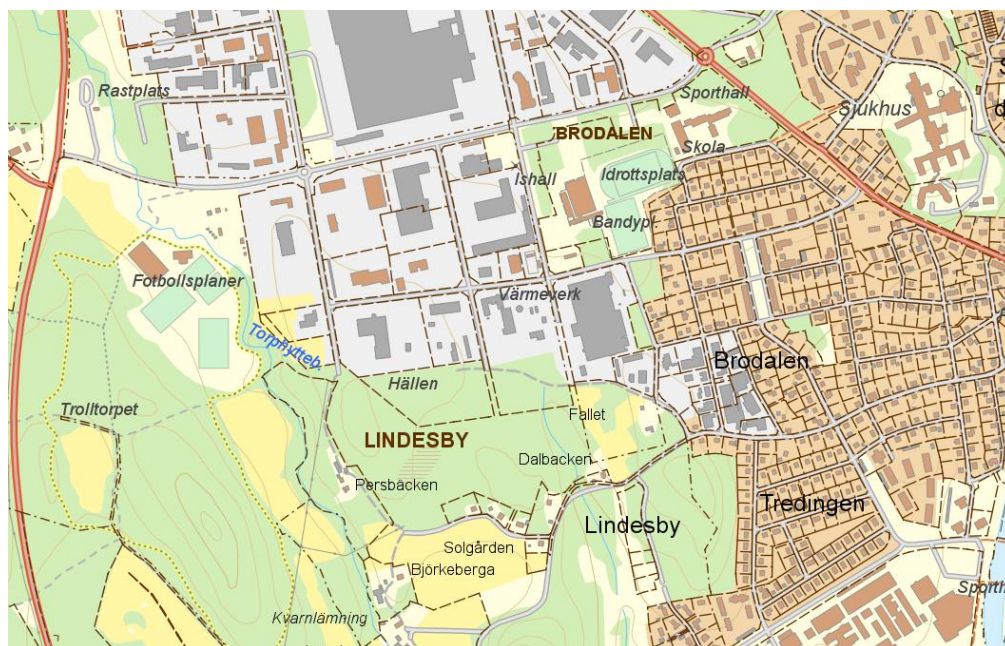 Rastplats
Sporthall
Sjukhus
BRODALEN
Skola
Ishall
Idrottsplats
Bandypl
Fotbollsplaner
Värmeverk
Torphytteb.
Brodalen
Hällen
Trolltorpet
Fallet
LINDESBY
Dalbacken
Persbäcken
Tredingen
Lindesby
Solgården
Björkeberga
Kvarnlämning